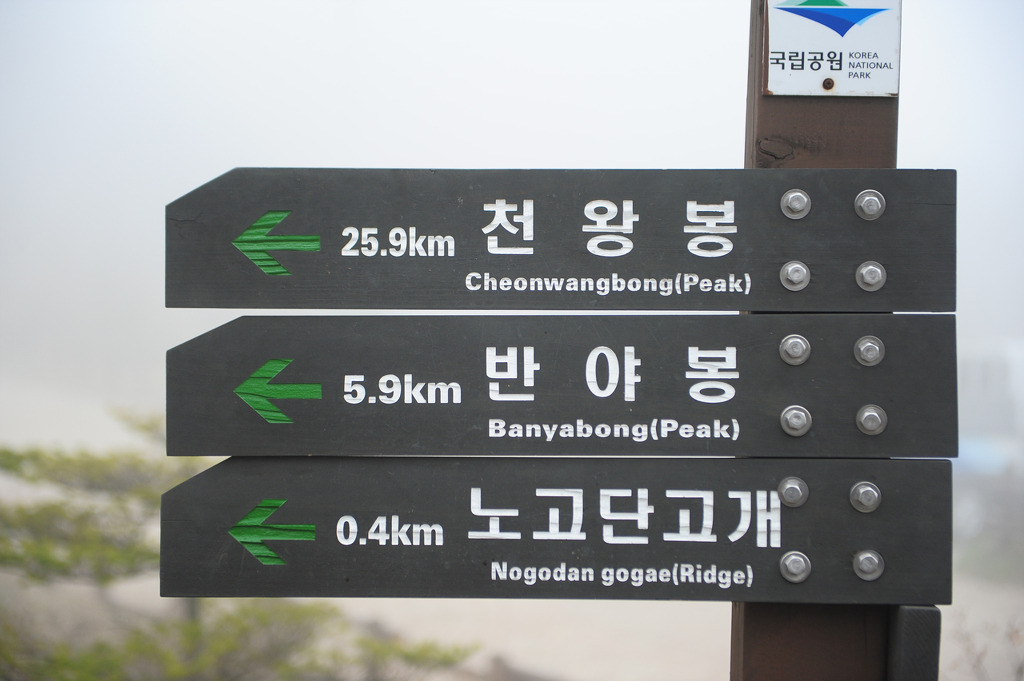 국립공원 KOREA
NATIONAL
PARK
25.9km 천왕봉
Cheonwangbong(Peak)
5.9km 반야봉
Banyabong(Peak)
0.4km 노고단고개
Nogodan gogae(Ridge)